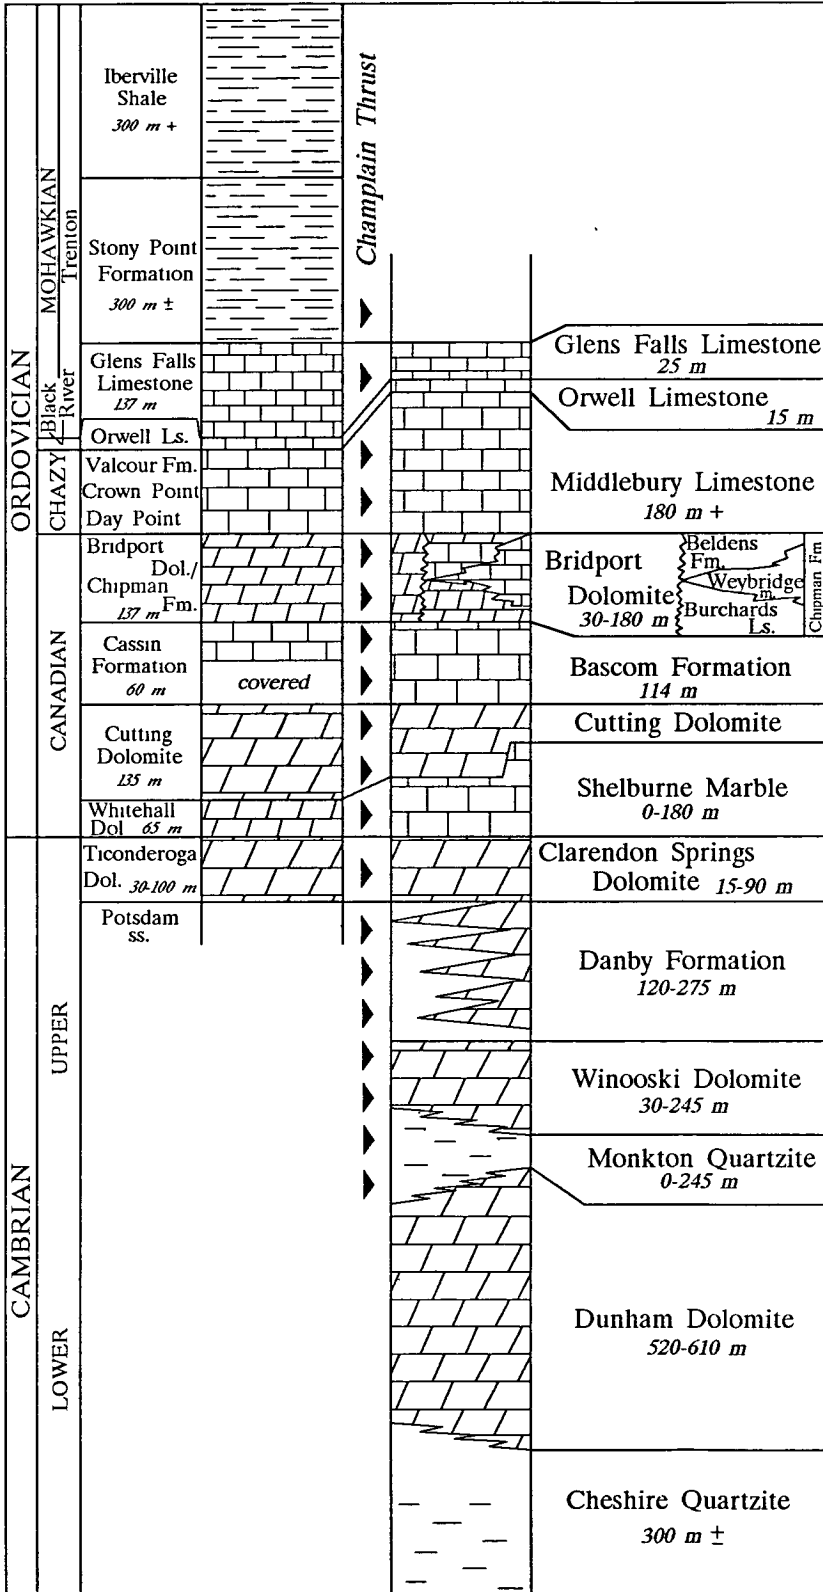 ORDOVICIAN
MOHAWKIAN
Trenton
Black
River
CHAZY
CANADIAN
CAMBRIAN
UPPER
LOWER
Iberville
Shale
300 m +
Stony Point
Formation
300 m ±
Glens Falls
Limestone
137 m
Orwell Ls.
Valcour Fm.
Crown Point
Day Point
Bridport
Dol./
Chipman
137 m Fm.
Cassin
Formation
60 m
covered
Cutting
Dolomite
135 m
Whitehall
Dol 65 m
Ticonderoga
Dol. 30-100 m
Potsdam
ss.
Champlain Thrust
Glens Falls Limestone
25 m
Orwell Limestone
15 m
Middlebury Limestone
180 m +
Bridport
Dolomite
30-180 m
Beldens
Fm.
Weybridge
m.
Burchards
Ls.
Chipman Fm
Bascom Formation
114 m
Cutting Dolomite
Shelburne Marble
0-180 m
Clarendon Springs
Dolomite 15-90 m
Danby Formation
120-275 m
Winooski Dolomite
30-245 m
Monkton Quartzite
0-245 m
Dunham Dolomite
520-610 m
Cheshire Quartzite
300 m ±